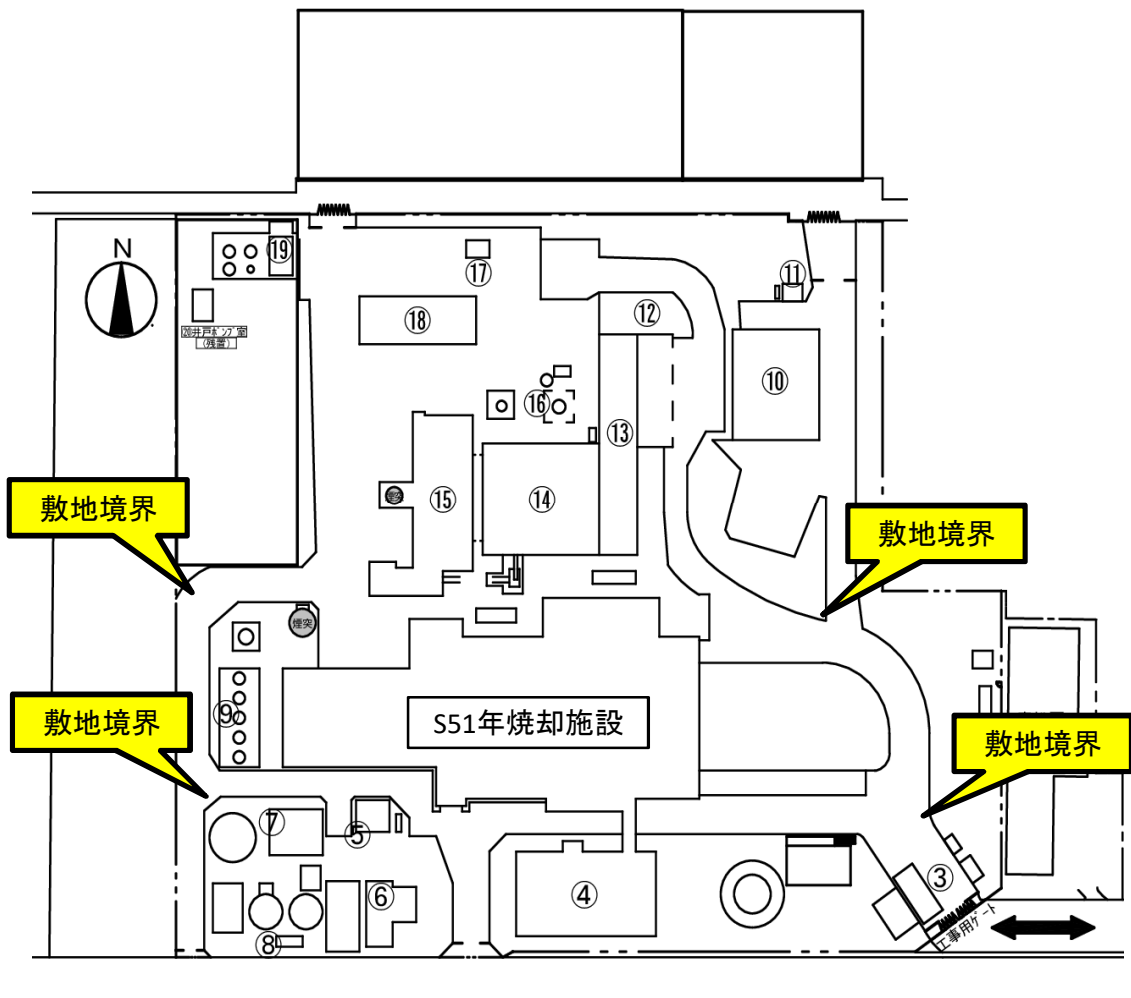 N
⑲
⑰
⑪
⑳井戸ポンプ室
(残置)
⑱
⑫
⑩
⑯
⑬
敷地境界
⑮
⑭
敷地境界
煙突
敷地境界
⑨
S51年焼却施設
敷地境界
⑦
⑤
⑥
④
③
⑧
工事用ゲート